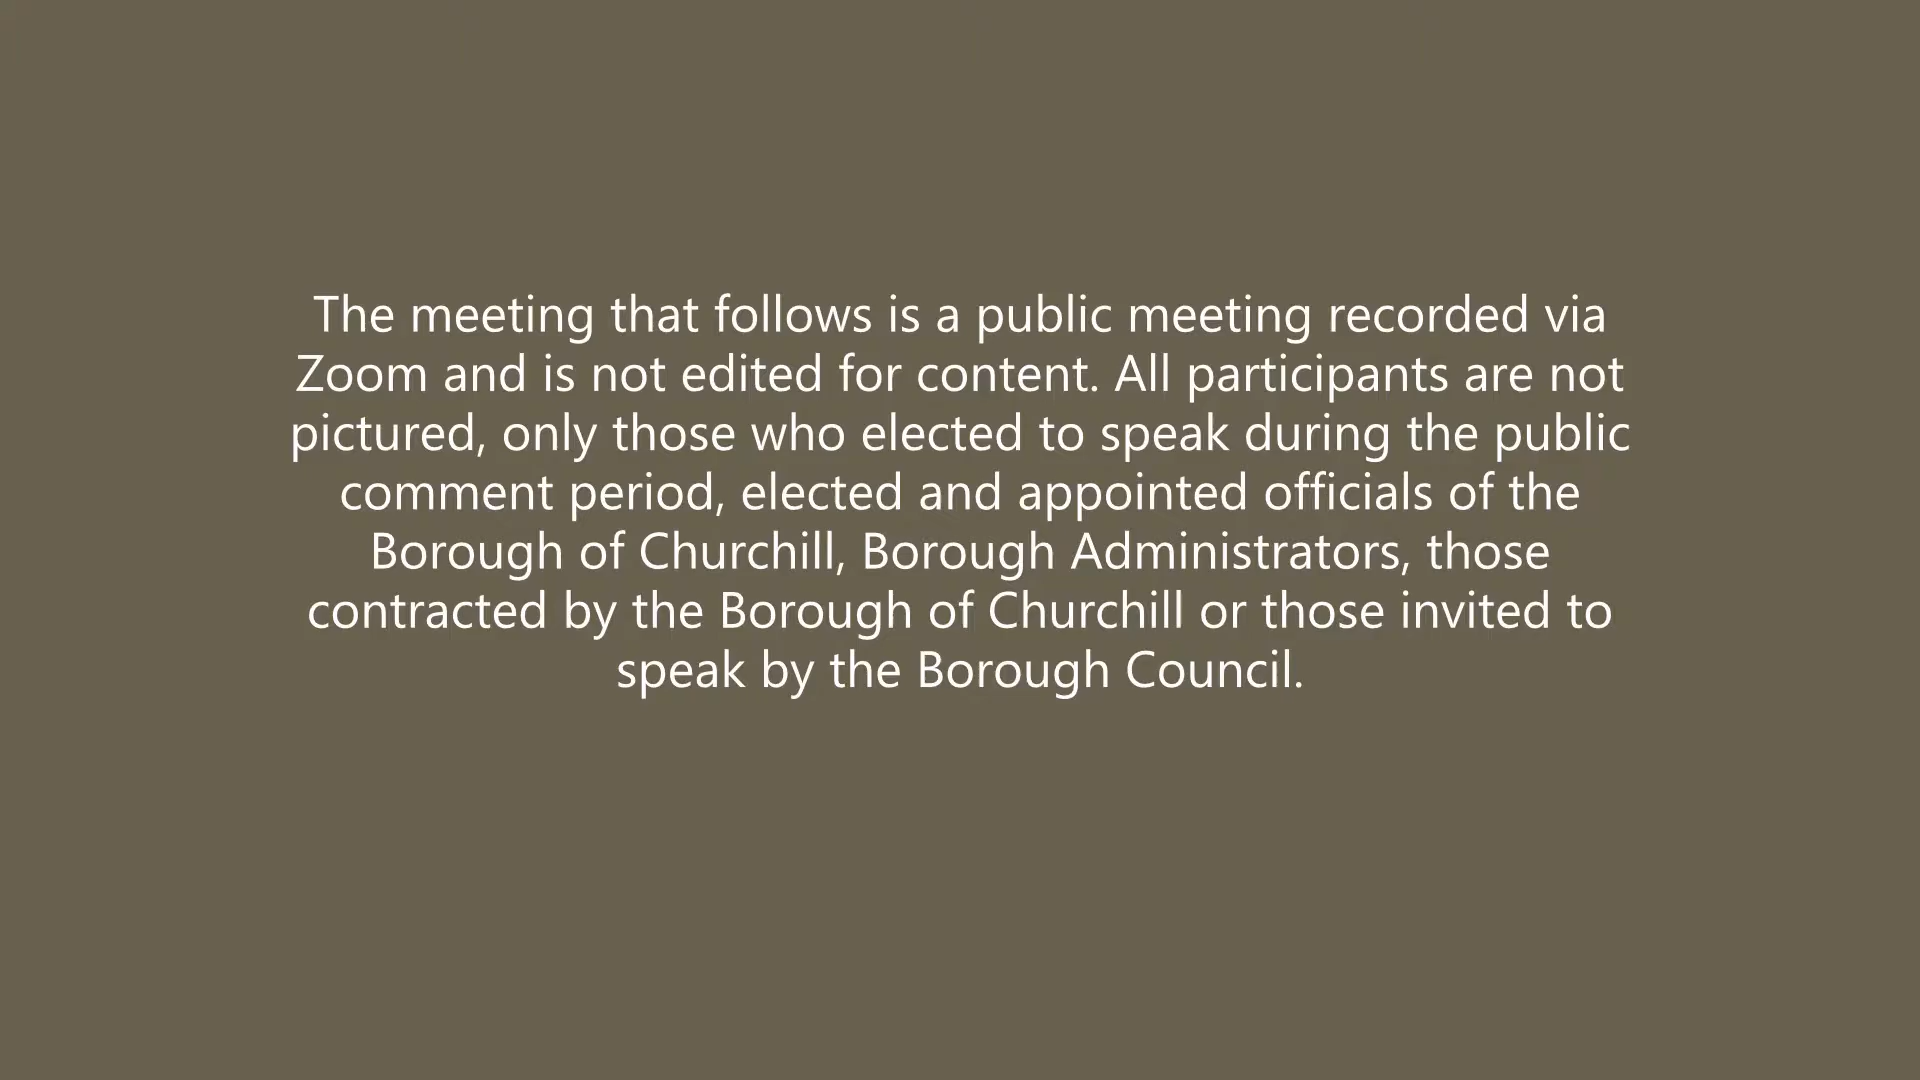 The meeting that follows is a public meeting recorded via
Zoom and is not edited for content. All participants are not
pictured, only those who elected to speak during the public
comment period, elected and appointed officials of the
Borough of Churchill, Borough Administrators, those
contracted by the Borough of Churchill or those invited to
speak by the Borough Council.